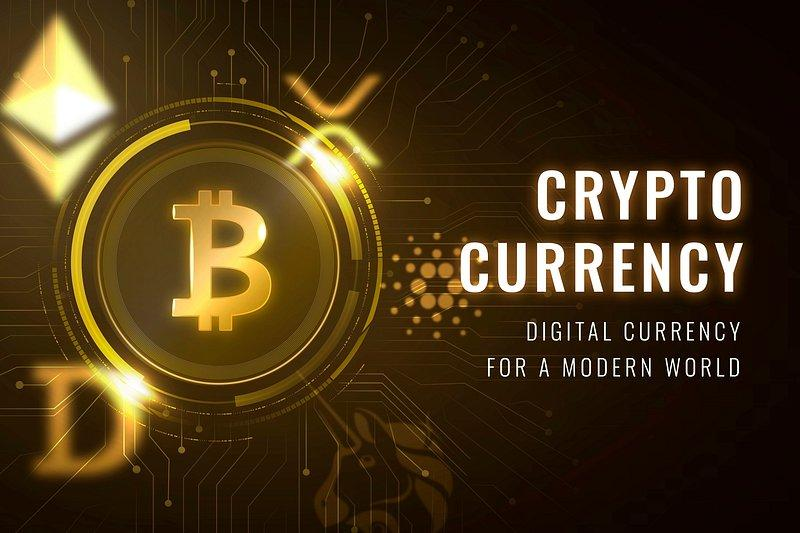 CRYPTO
CURRENCY
DIGITAL CURRENCY
FOR A MODERN WORLD